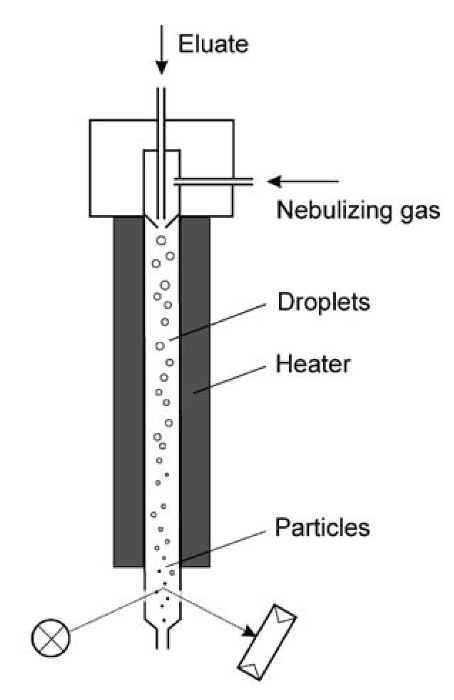 Eluate
Nebulizing gas
Droplets
Heater
Particles